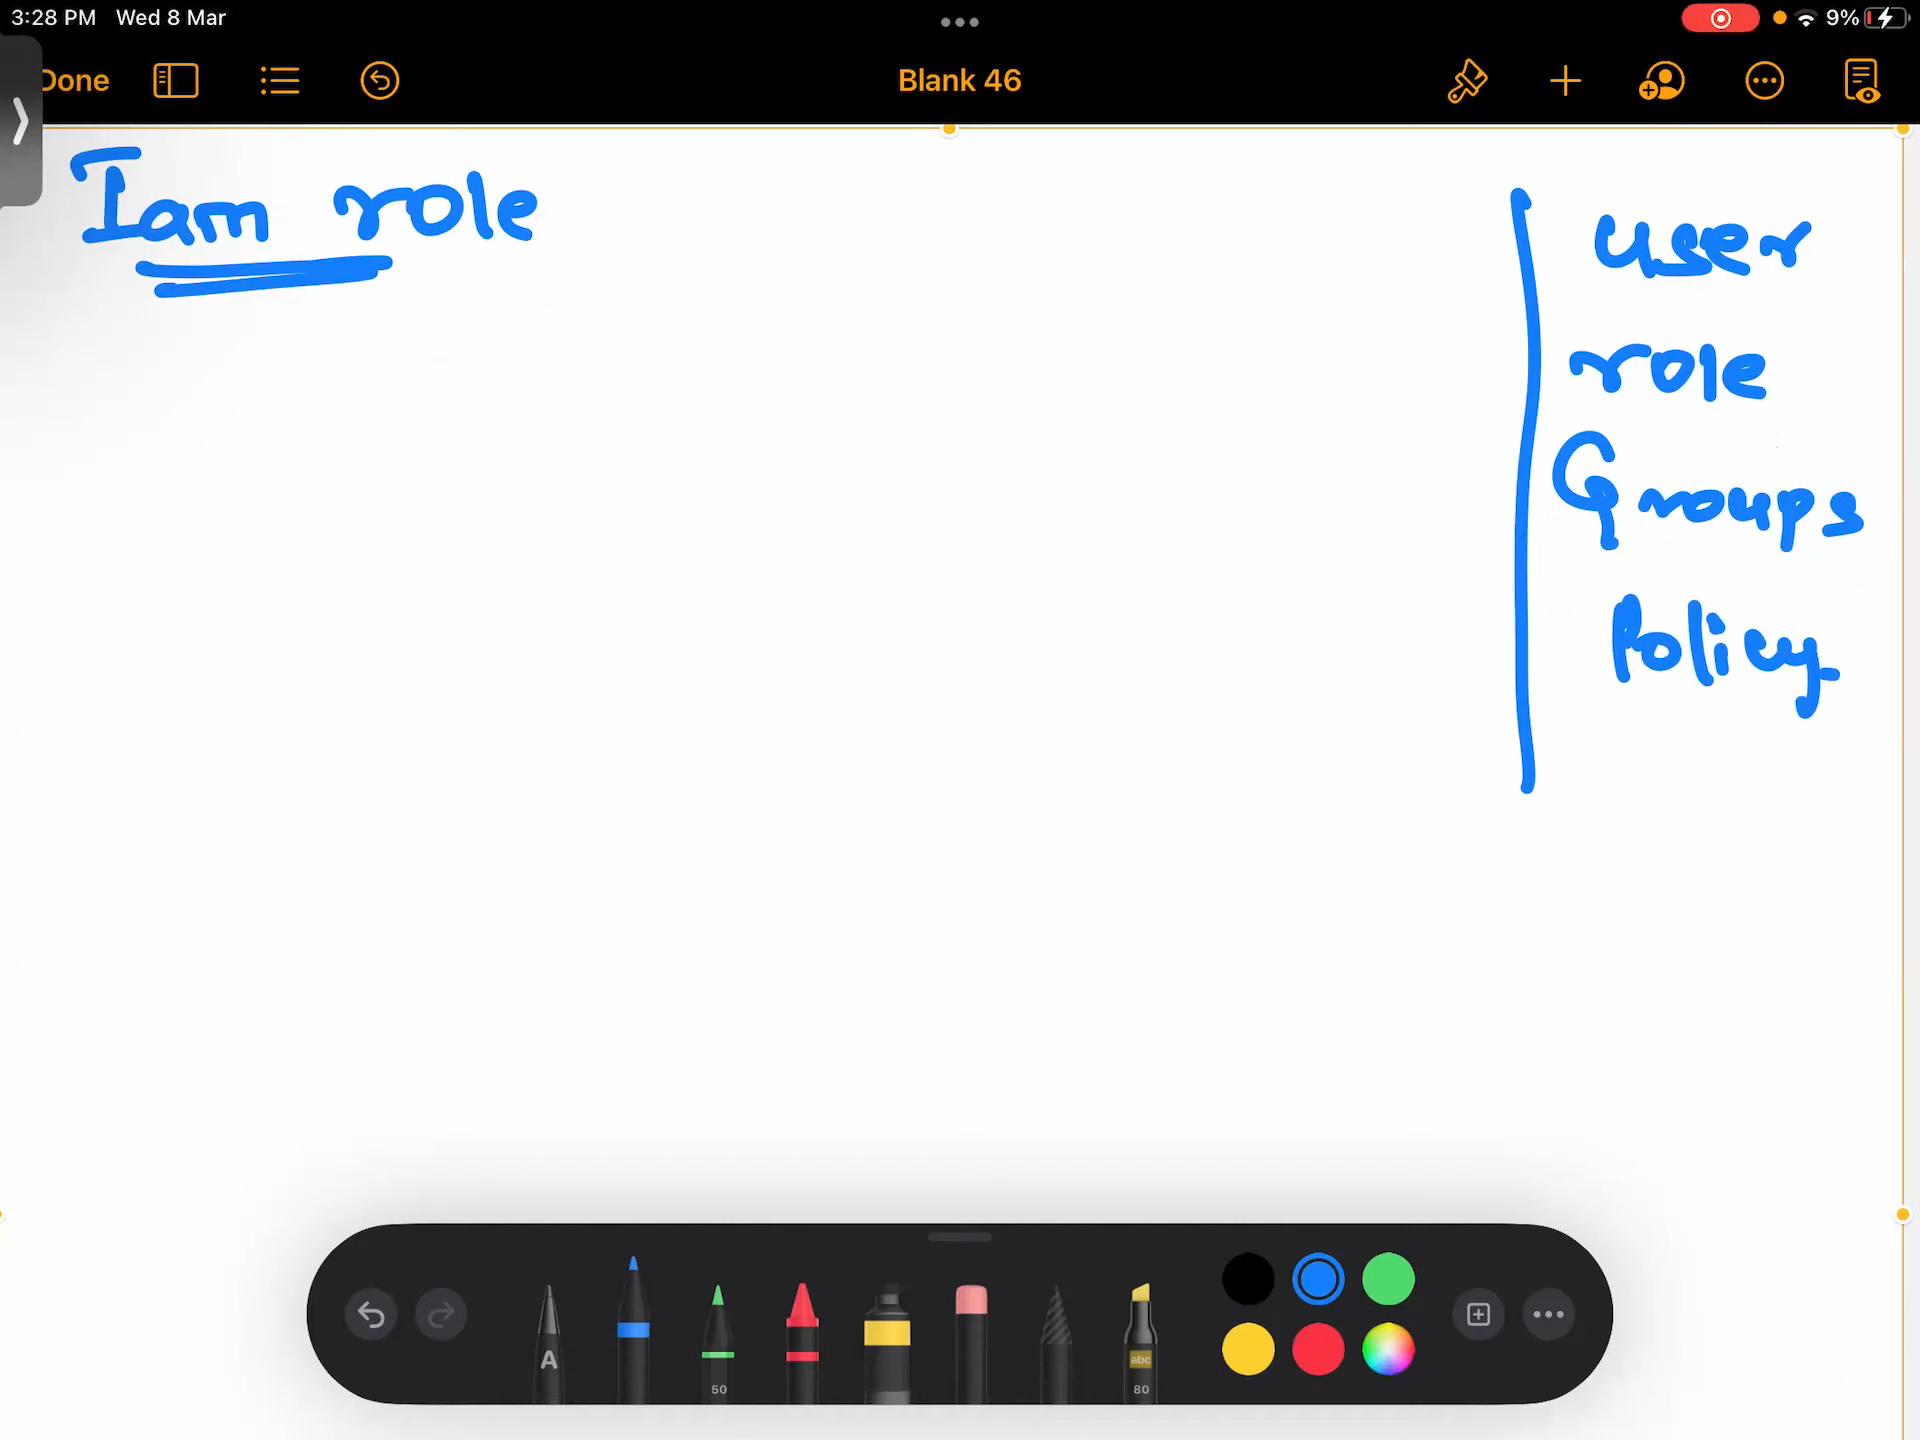 3:28 PM Wed 8 Mar
9%
Done
Blank 46
Iam role
user
role
Groups
Policy
A
50
abc
80